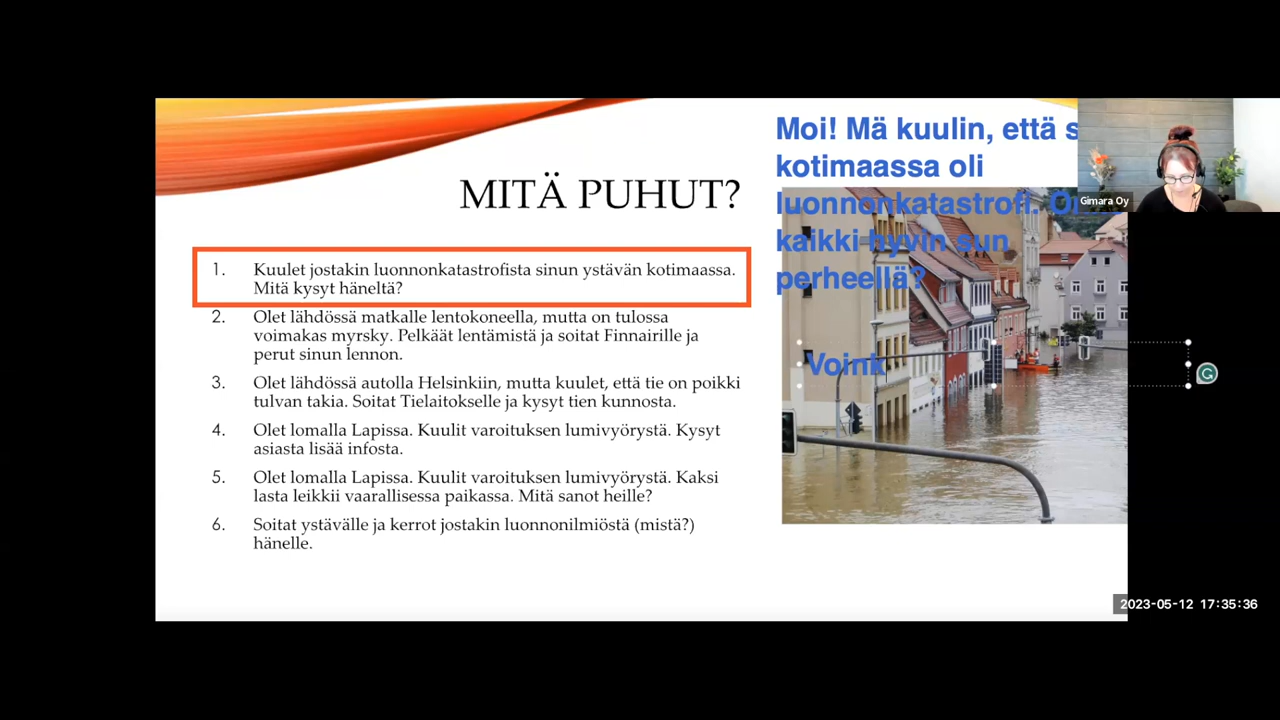 MITÄ PUHUT?
1. Kuulet jostakin luonnonkatastrofista sinun ystävän kotimaassa.
Mitä kysyt häneltä?
2. Olet lähdössä matkalle lentokoneella, mutta on tulossa
voimakas myrsky. Pelkäät lentämistä ja soitat Finnairille ja
perut sinun lennon.
3. Olet lähdössä autolla Helsinkiin, mutta kuulet, että tie on poikki
tulvan takia. Soitat Tielaitokselle ja kysyt tien kunnosta.
4. Olet lomalla Lapissa. Kuulit varoituksen lumivyörystä. Kysyt
asiasta lisää infosta.
5. Olet lomalla Lapissa. Kuulit varoituksen lumivyörystä. Kaksi
lasta leikkii vaarallisessa paikassa. Mitä sanot heille?
6. Soitat ystävälle ja kerrot jostakin luonnonilmiöstä (mistä?)
hänelle.
Moi! Mä kuulin, että
kotimaassa oli
luonnonkatastrofi.
kaikki hyvin sun
perheellä?
Voink
Gimara Oy
2023-05-12 17:35:36